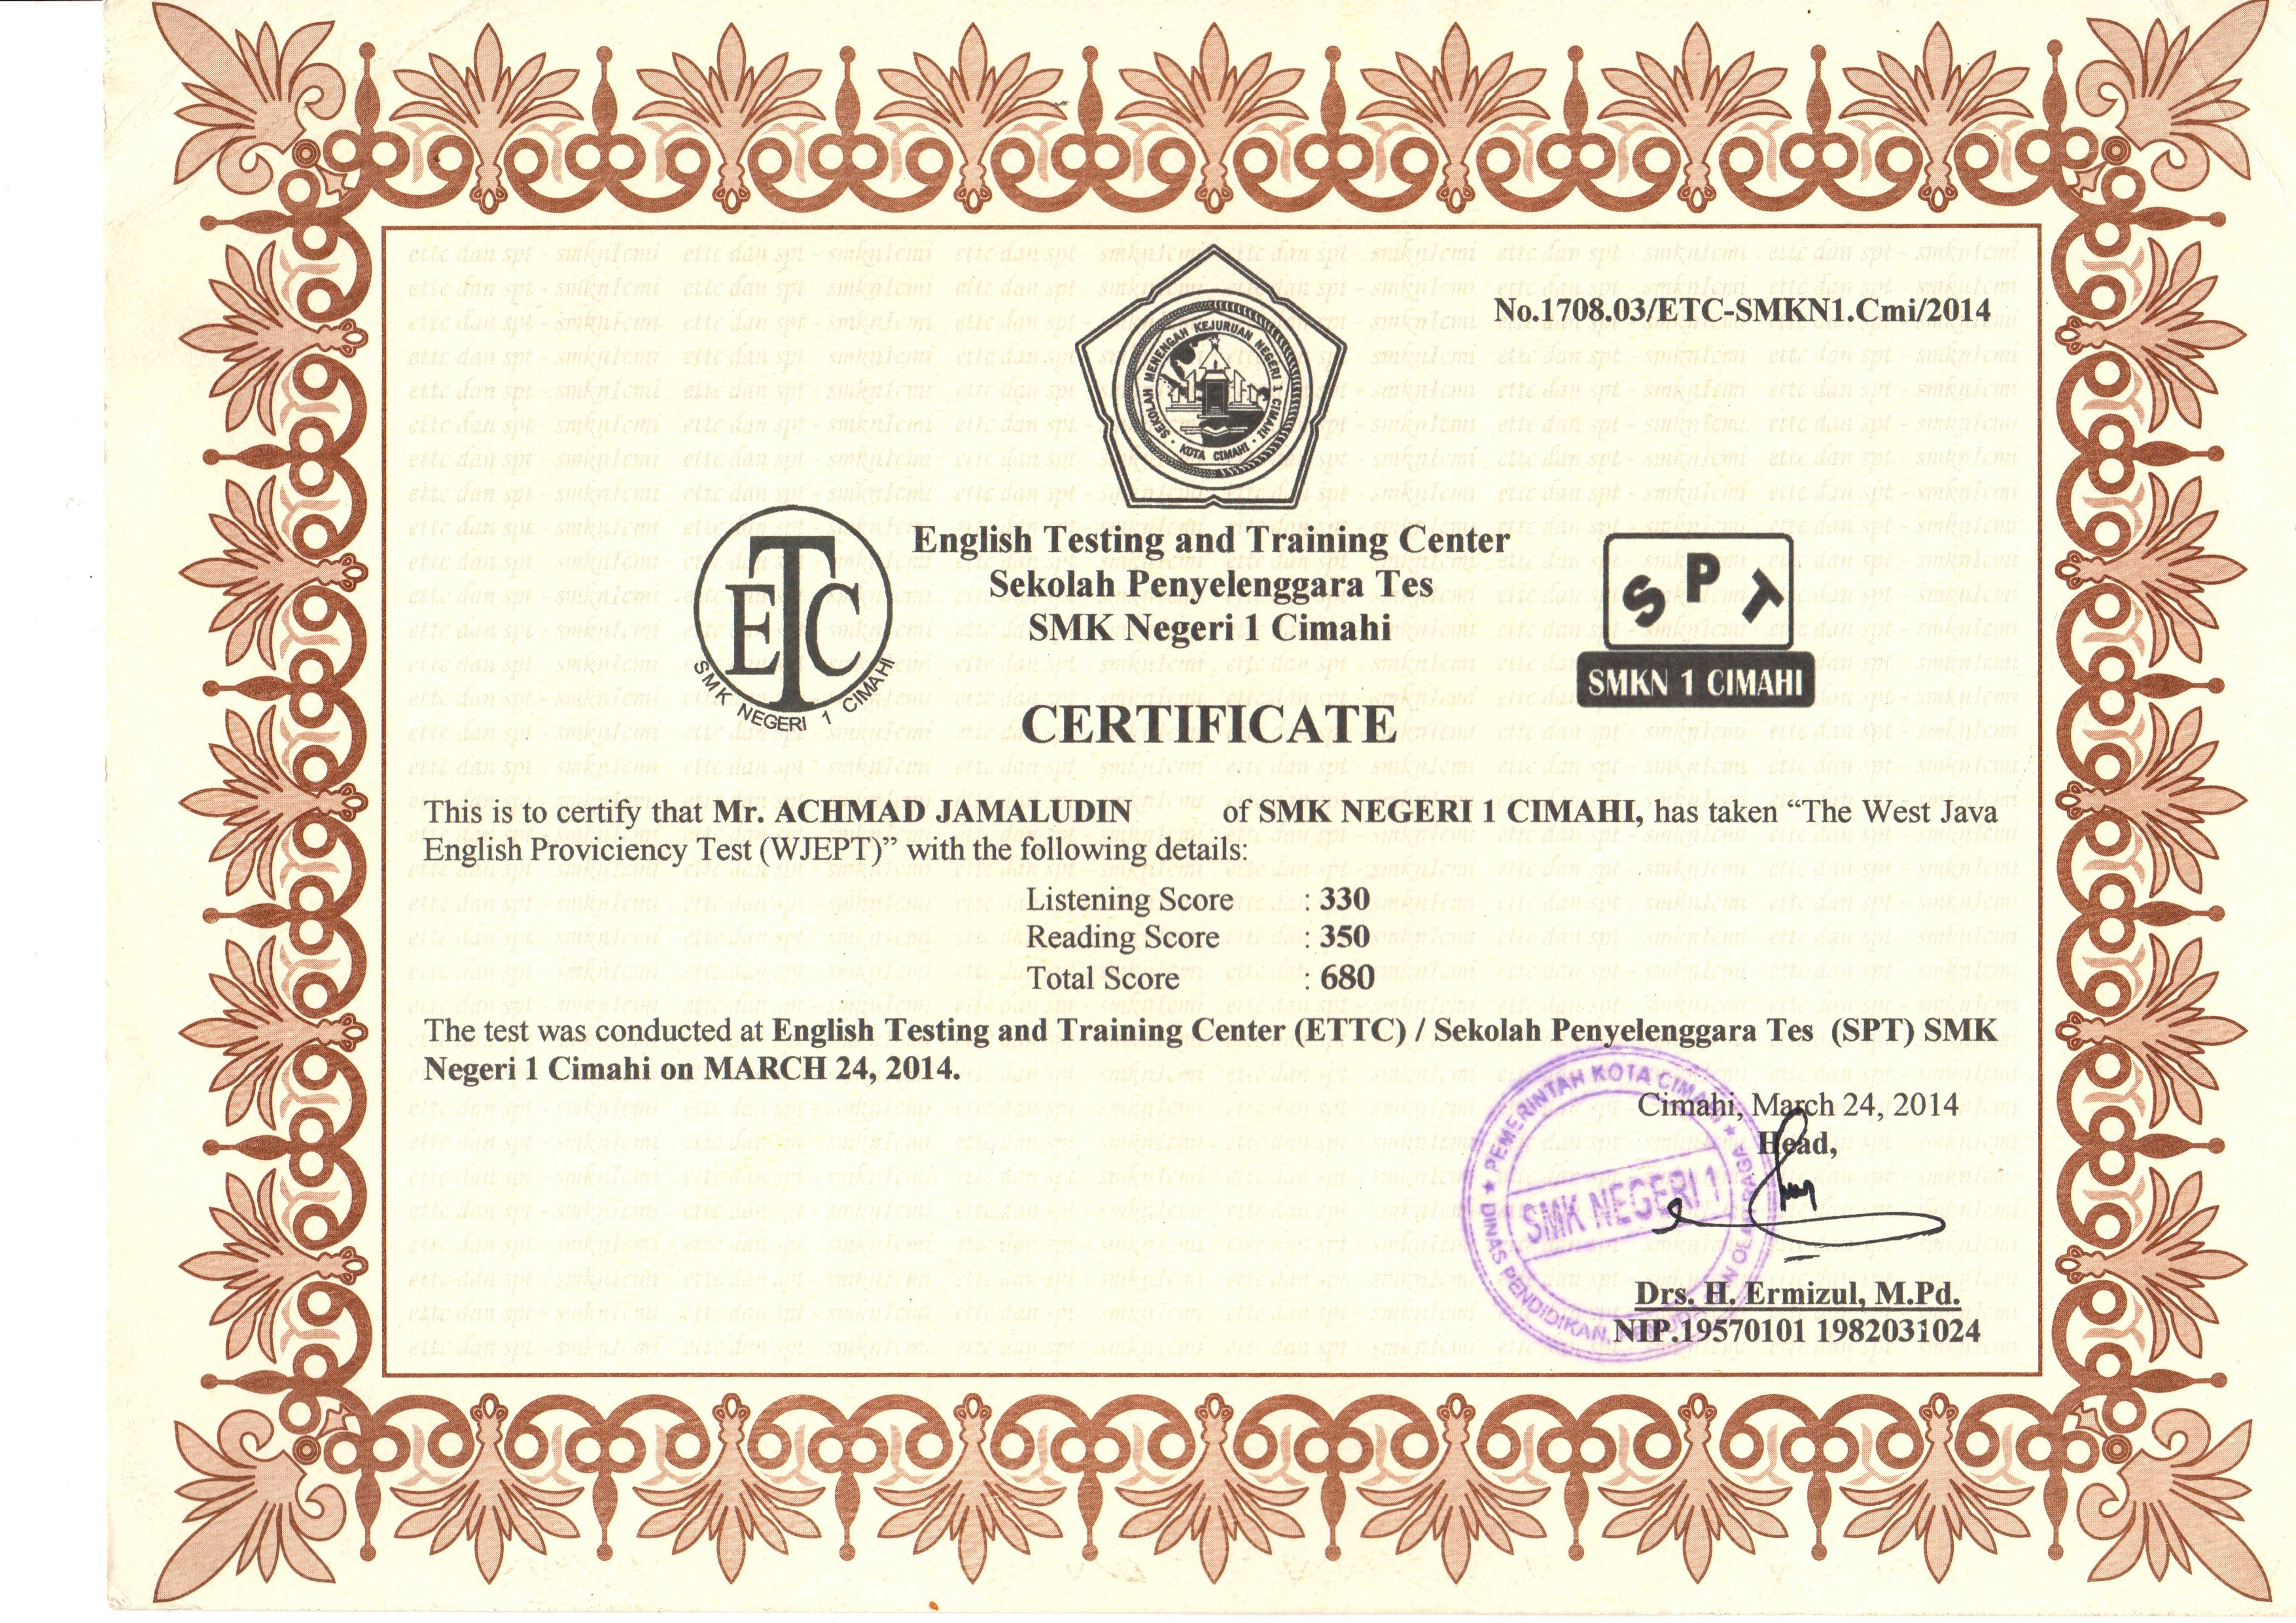 No.1708.03/ETC-SMKN1.Cmi/2014
SEKOLAH MENENGAH KEJURUAN NEGERI 1 CIMAHI
KOTA CIMAHI
ETC
SMK NEGERI 1 CIMAHI
English Testing and Training Center
Sekolah Penyelenggara Tes
SMK Negeri 1 Cimahi
SPT
SMKN 1 CIMAHI
CERTIFICATE
This is to certify that Mr. ACHMAD JAMALUDIN of SMK NEGERI 1 CIMAHI, has taken “The West Java
English Proviciency Test (WJEPT)” with the following details:
Listening Score : 330
Reading Score : 350
Total Score : 680
The test was conducted at English Testing and Training Center (ETTC) / Sekolah Penyelenggara Tes (SPT) SMK
Negeri 1 Cimahi on MARCH 24, 2014.
Cimahi, March 24, 2014
Head,
PEMERINTAH KOTA CIMAHI
SMK NEGERI 1
DINAS PENDIDIKAN, OLAH RAGA
Drs. H. Ermizul, M.Pd.
NIP.19570101 1982031024
ettc dan spt - smkn1cmi